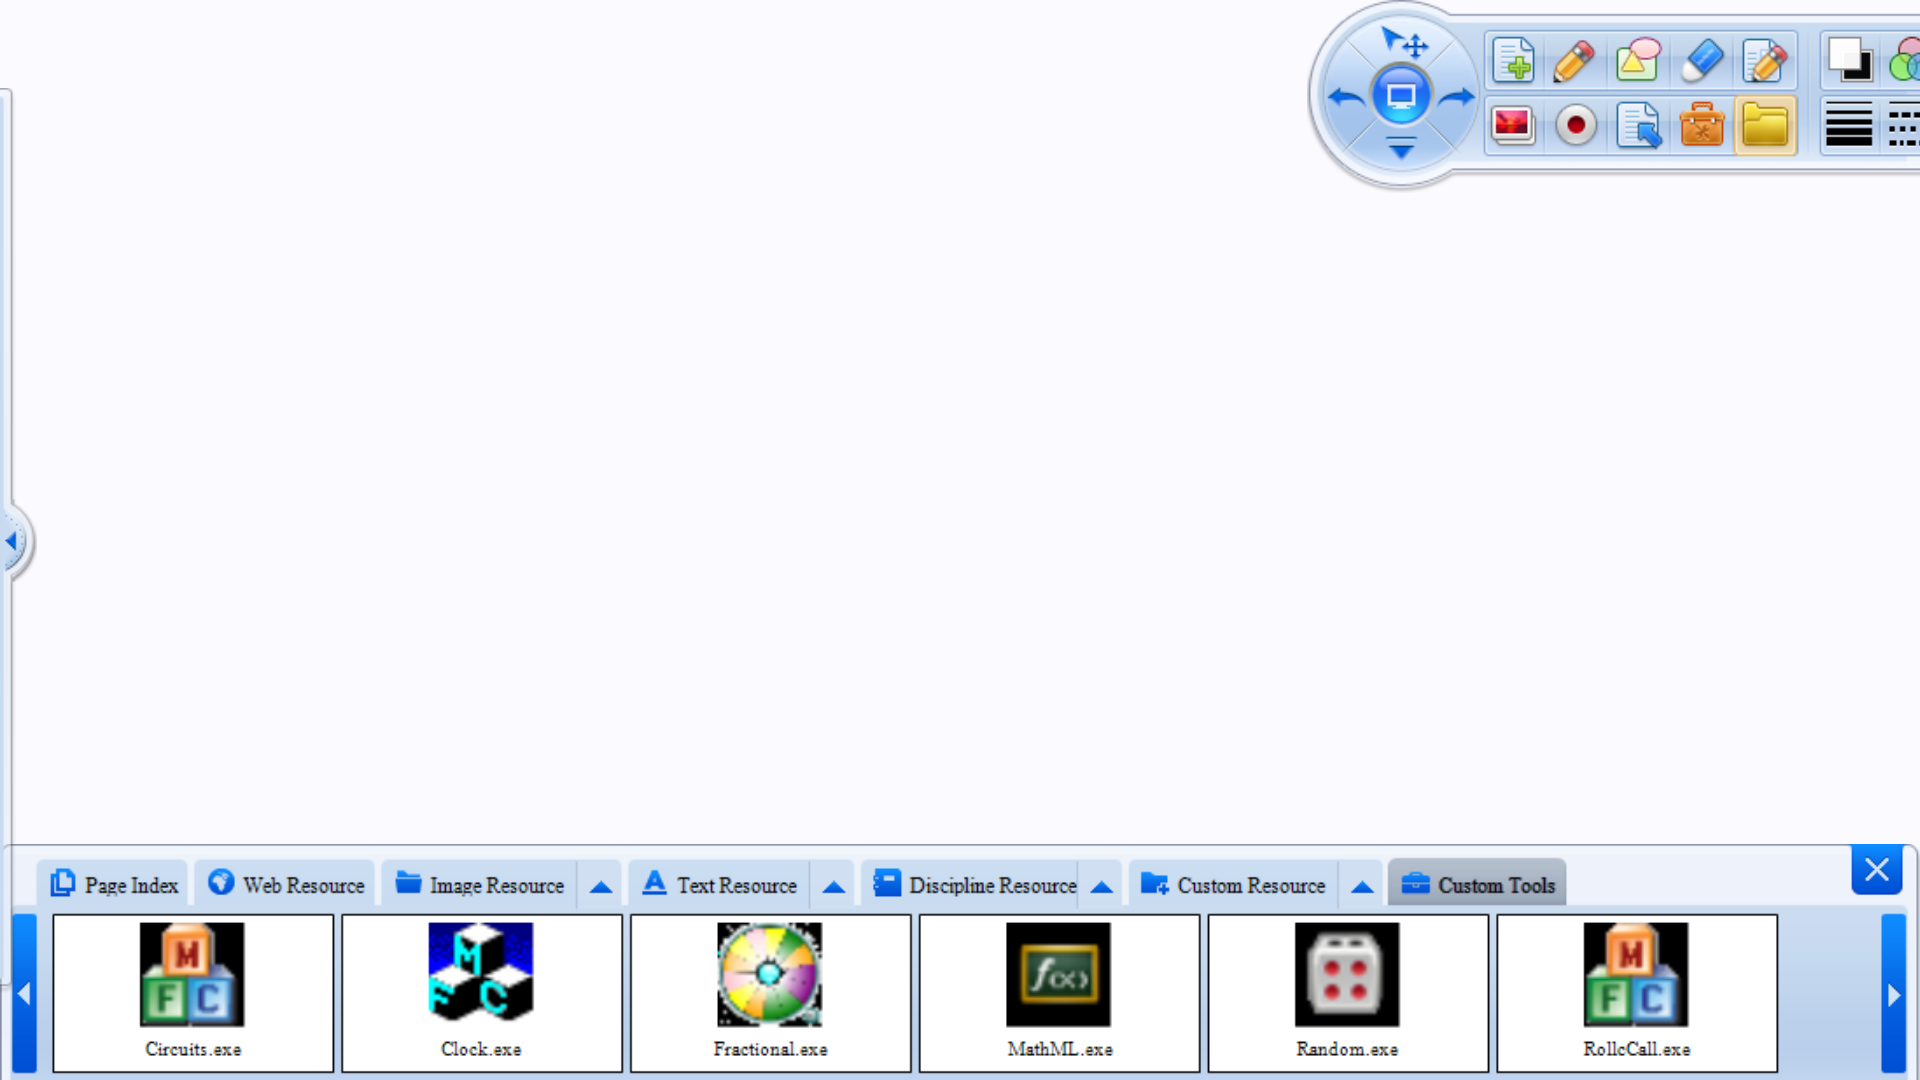 Page Index
Web Resource
Image Resource
Text Resource
Discipline Resource
Custom Resource
Custom Tools
M
F C
Circuits.exe
M
F C
Clock.exe
Fractional.exe
f(x)
MathML.exe
Random.exe
M
F C
RollcCall.exe